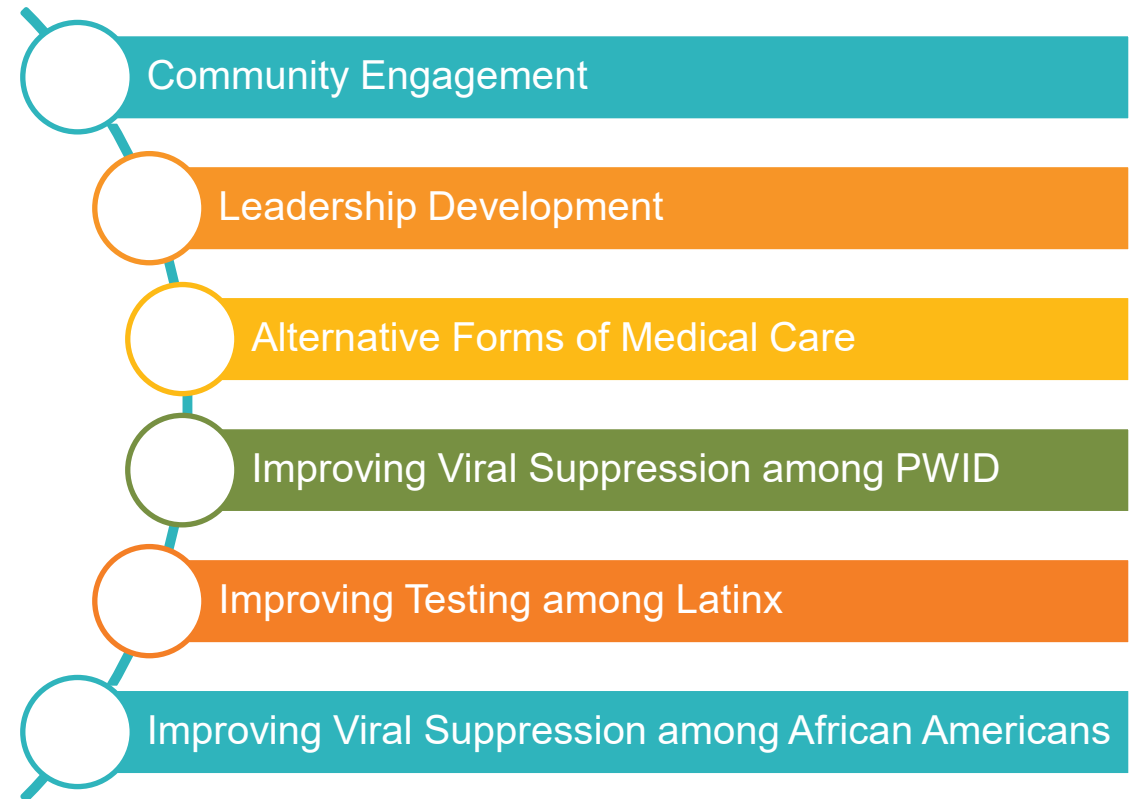 Community Engagement
Leadership Development
Alternative Forms of Medical Care
Improving Viral Suppression among PWID
Improving Testing among Latinx
Improving Viral Suppression among African Americans